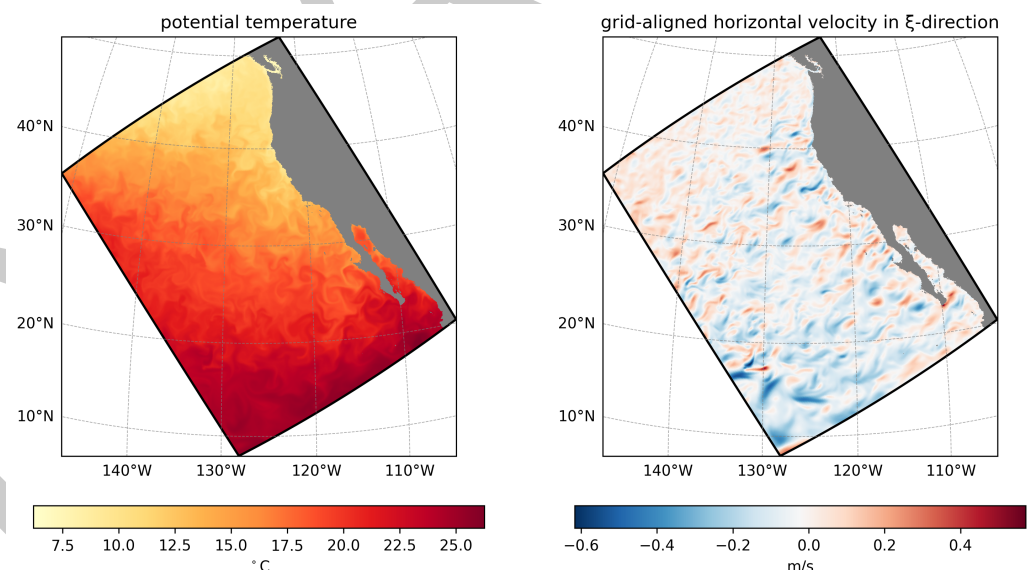 potential temperature
40°N
30°N
20°N
10°N
140°W 130°W 120°W 110°W
7.5 10.0 12.5 15.0 17.5 20.0 22.5 25.0
°C
grid-aligned horizontal velocity in ξ-direction
40°N
30°N
20°N
10°N
140°W 130°W 120°W 110°W
−0.6 −0.4 −0.2 0.0 0.2 0.4
m/s